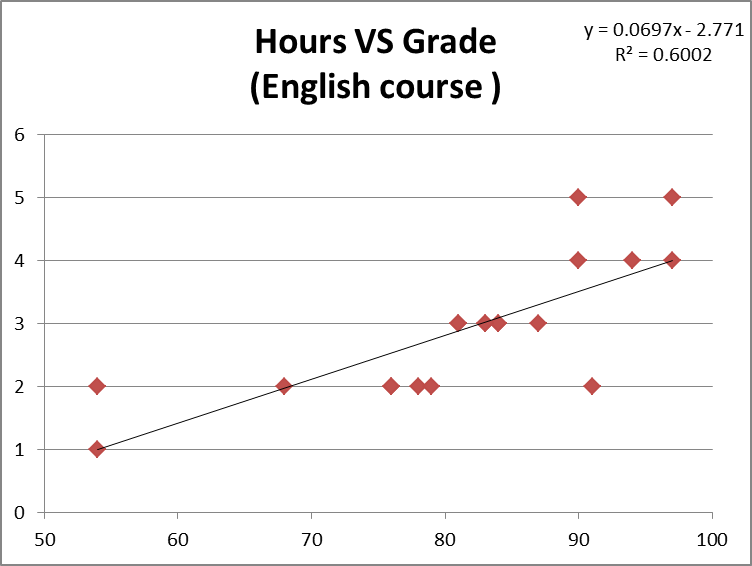 Hours VS Grade
(English course )
y = 0.0697x - 2.771
R² = 0.6002
6
5
4
3
2
1
0
50 60 70 80 90 100